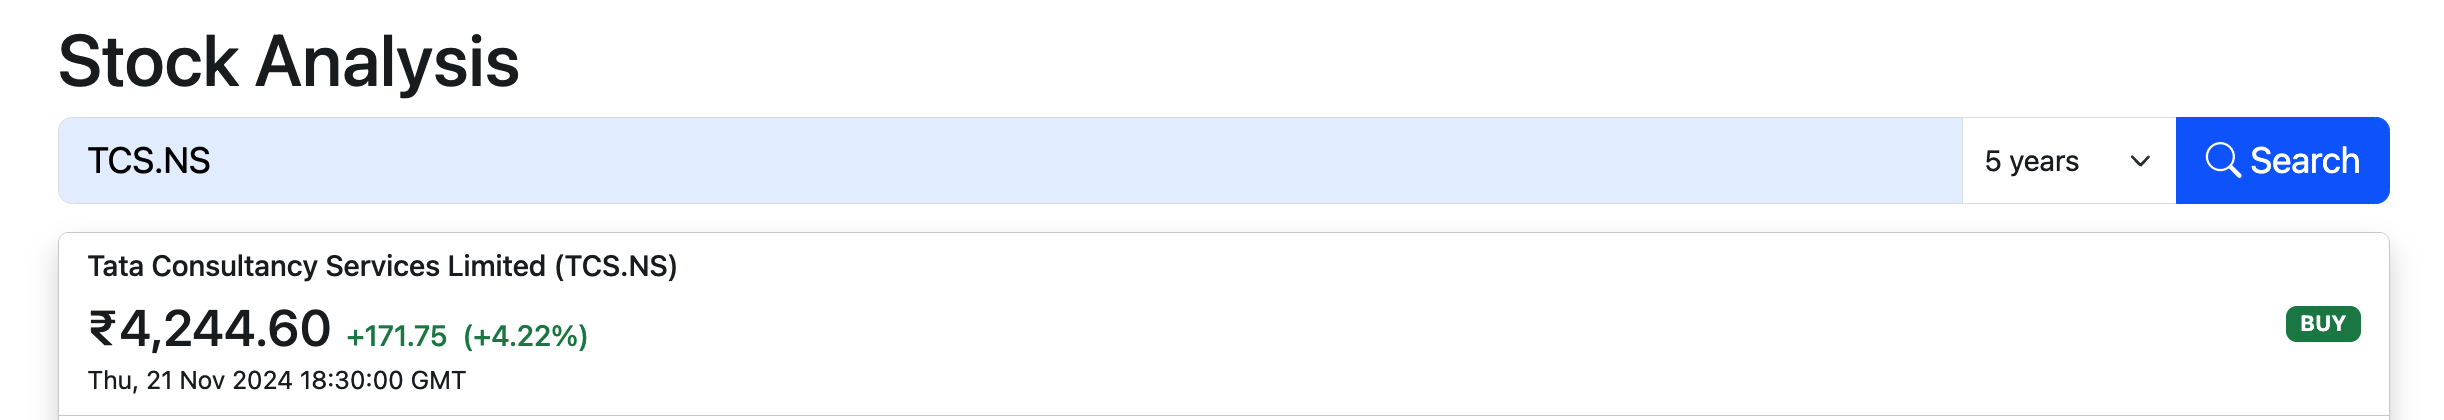 Stock Analysis
TCS.NS 5 years Search
Tata Consultancy Services Limited (TCS.NS)
₹4,244.60 +171.75 (+4.22%) BUY
Thu, 21 Nov 2024 18:30:00 GMT